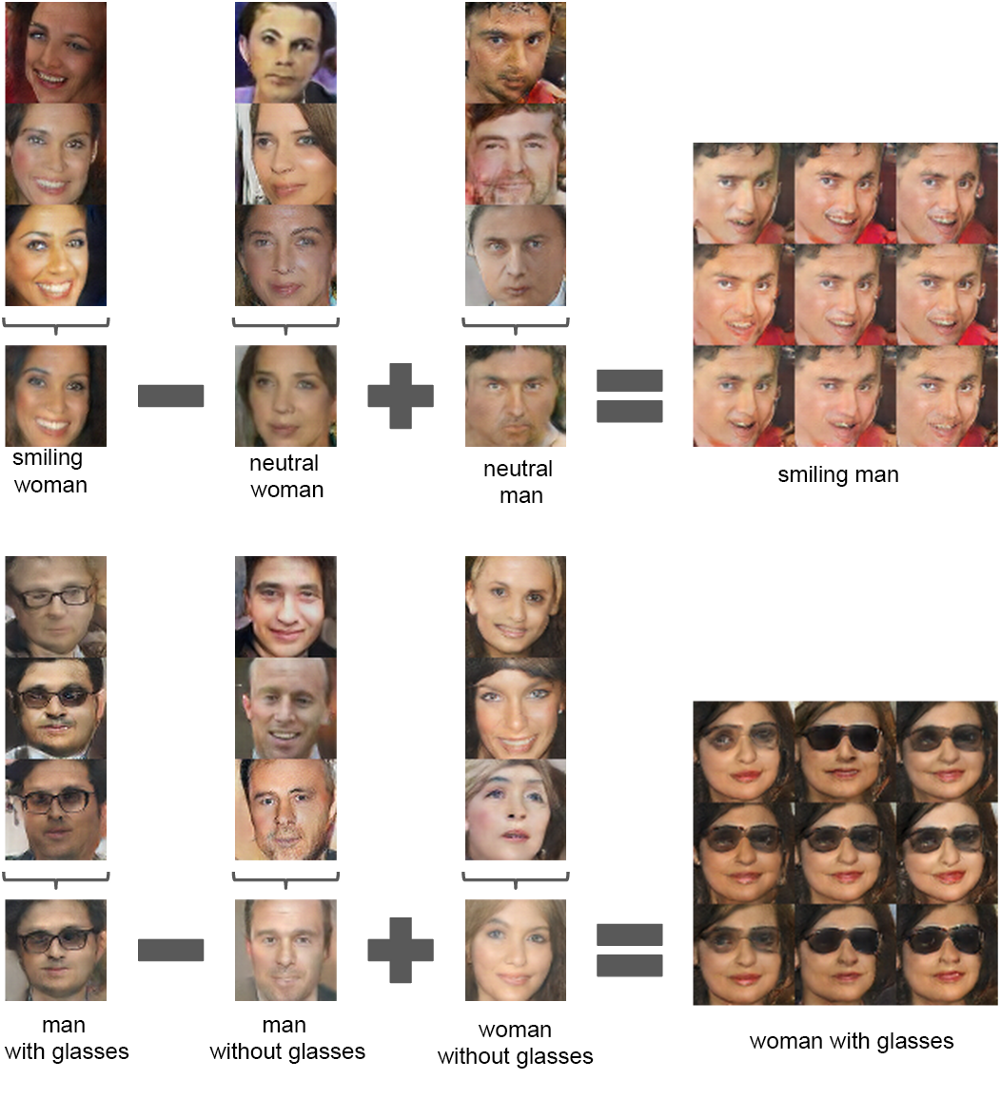 smiling
woman
neutral
woman
neutral
man
smiling man
man
with glasses
man
without glasses
woman
without glasses
woman with glasses